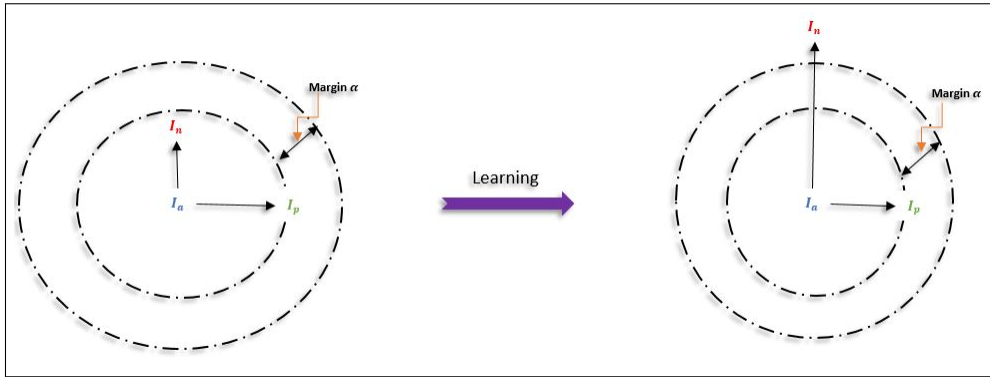 Margin α
I_n
I_a
I_p
Learning
I_n
Margin α
I_a
I_p